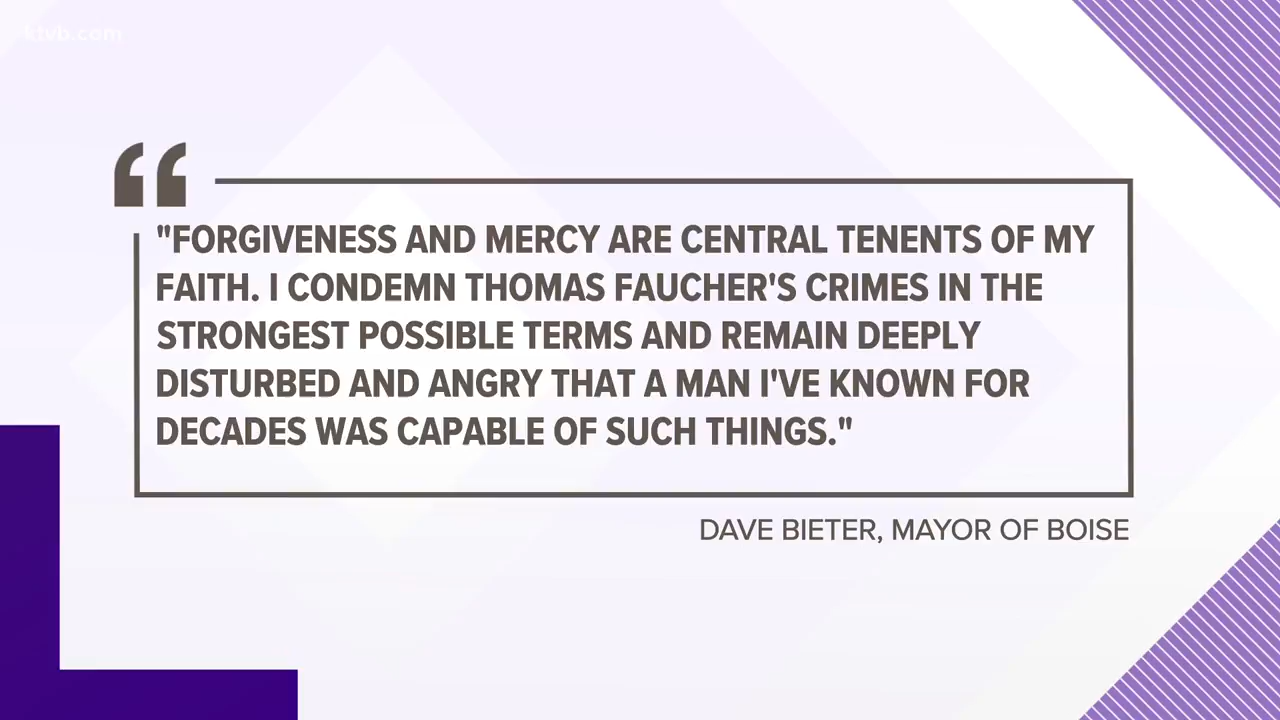 ktvb.com
"FORGIVENESS AND MERCY ARE CENTRAL TENENTS OF MY
FAITH. I CONDEMN THOMAS FAUCHER'S CRIMES IN THE
STRONGEST POSSIBLE TERMS AND REMAIN DEEPLY
DISTURBED AND ANGRY THAT A MAN I'VE KNOWN FOR
DECADES WAS CAPABLE OF SUCH THINGS."
DAVE BIETER, MAYOR OF BOISE